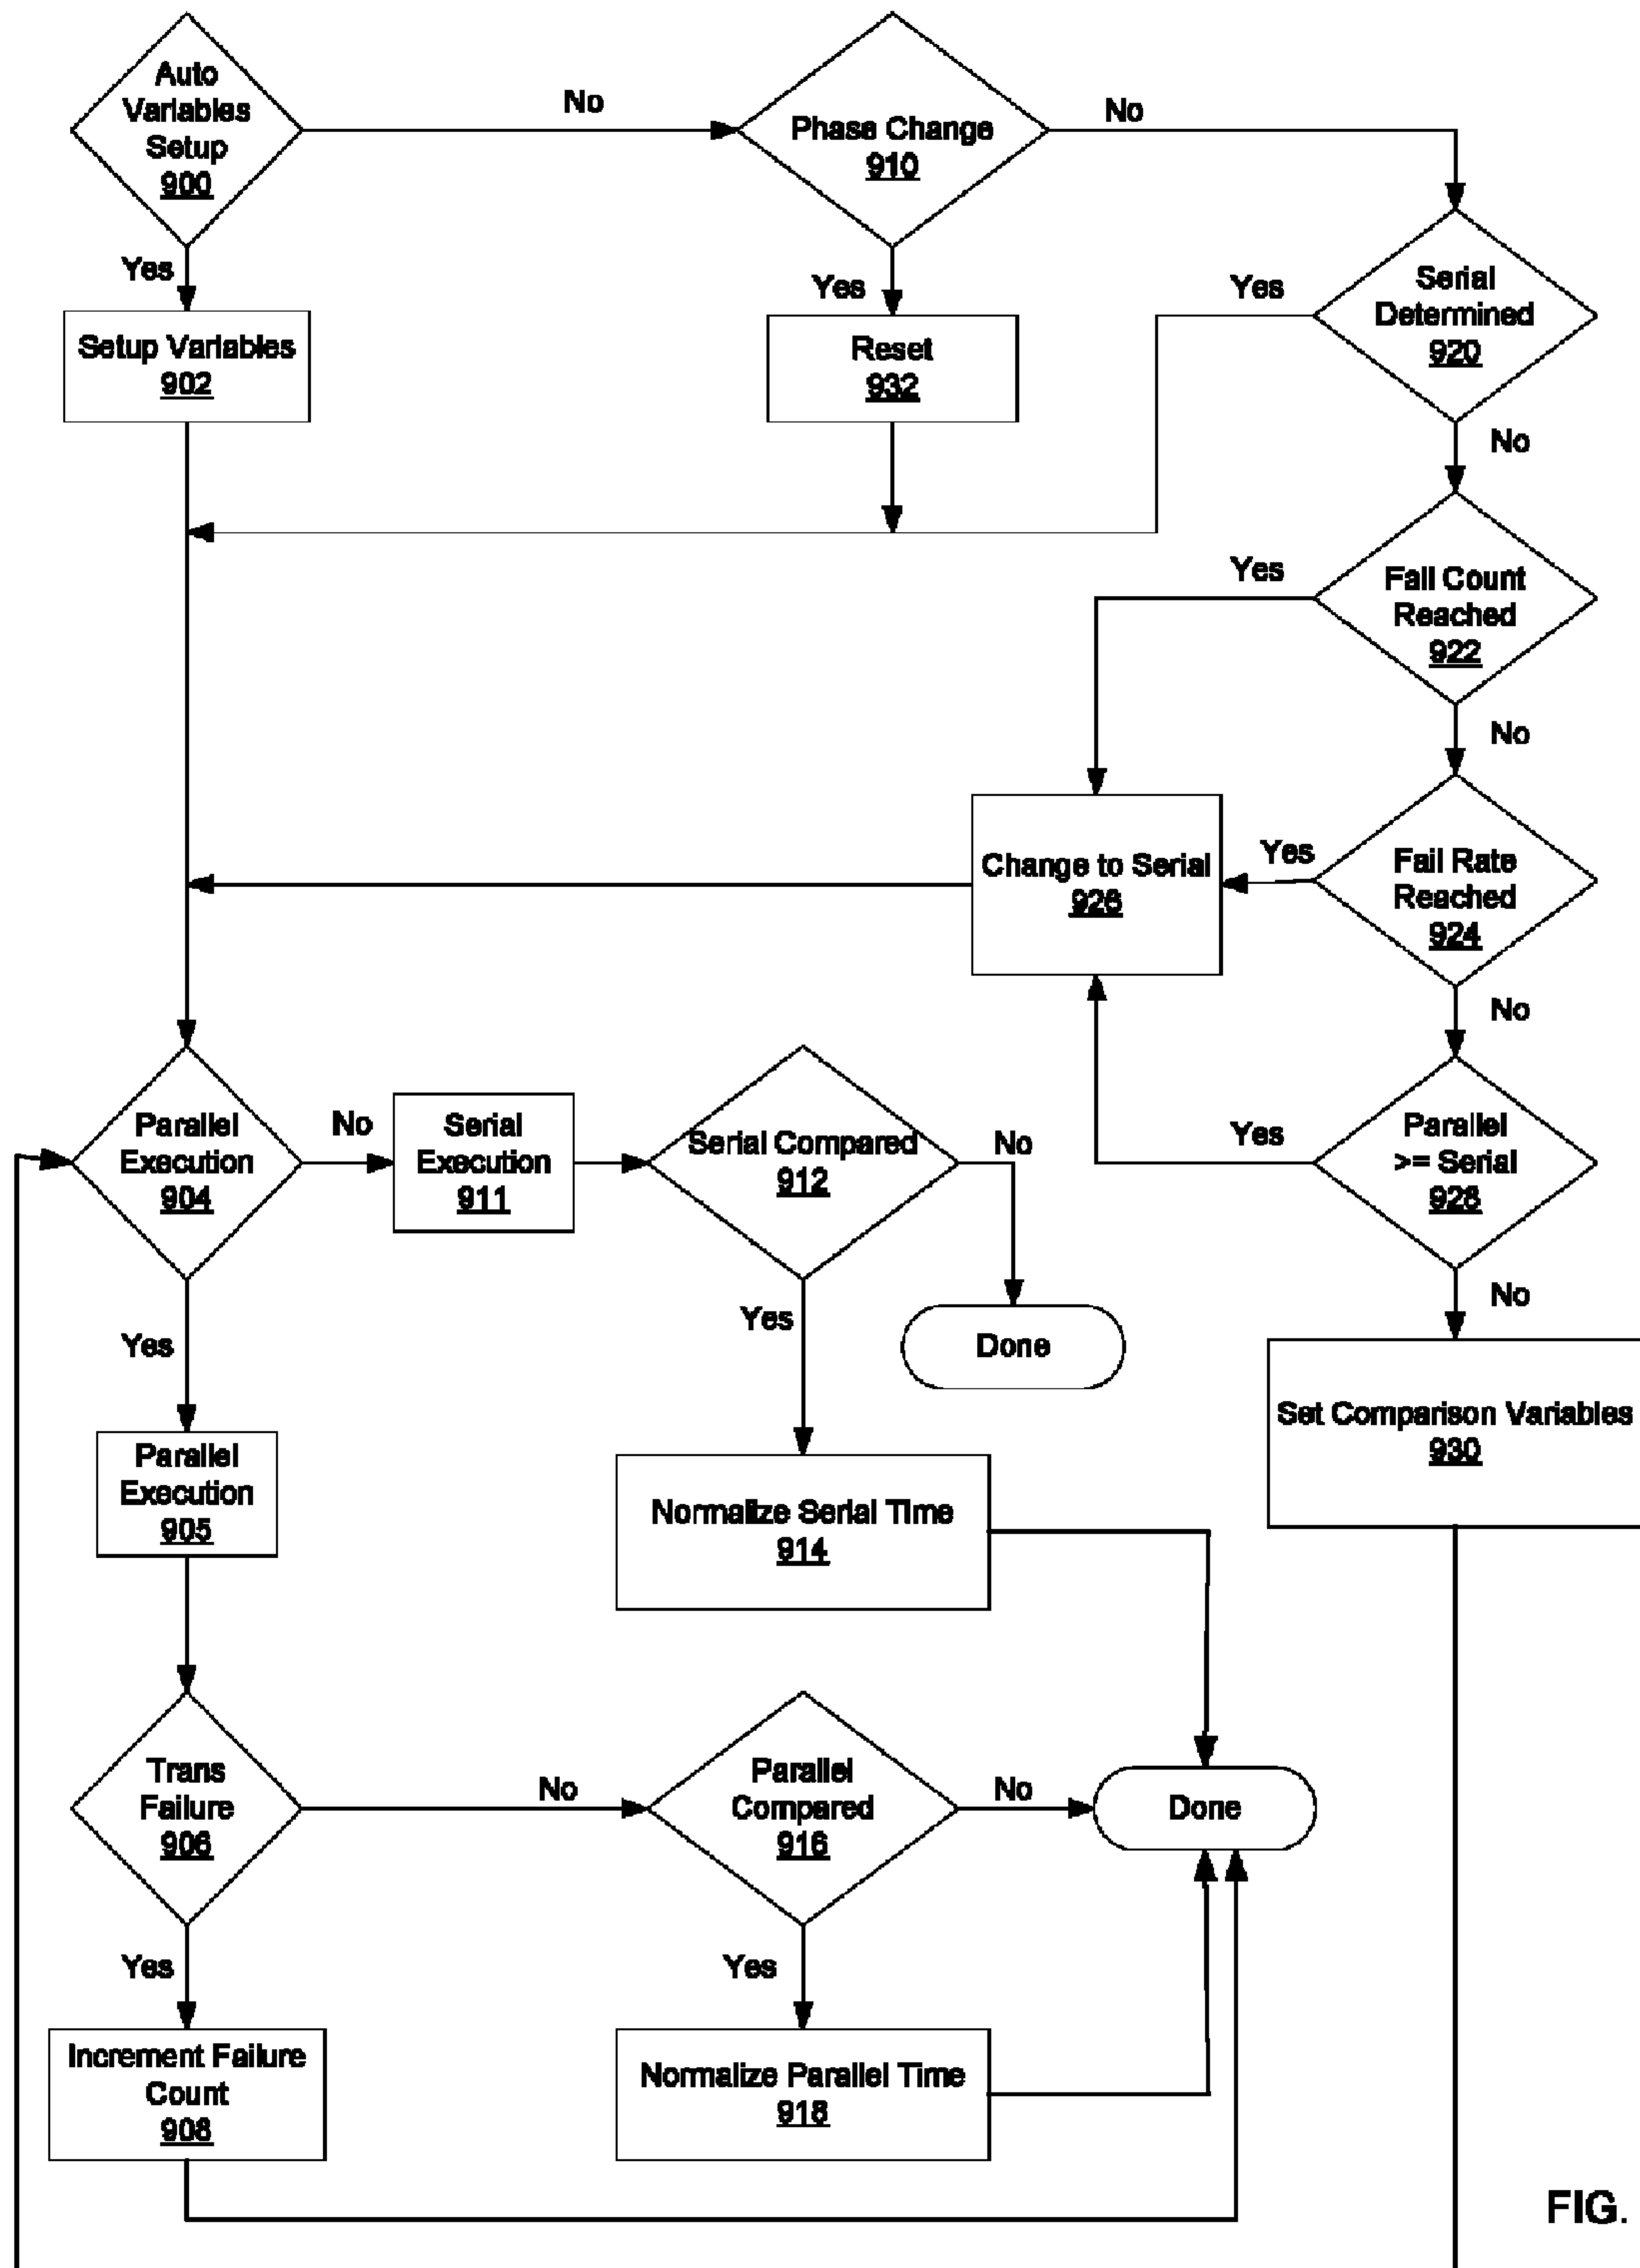 Auto
Variables
Setup
900
No
Phase Change
910
No
Yes
Setup Variables
902
Yes
Reset
932
Yes
Serial
Determined
920
No
Yes
Fail Count
Reached
922
No
Change to Serial
926
Yes
Fail Rate
Reached
924
No
Parallel
Execution
904
No
Serial
Execution
911
Serial Compared
912
No
Yes
Parallel
>= Serial
928
Yes
Yes
Done
No
Parallel
Execution
905
Normalize Serial Time
914
Set Comparison Variables
930
Trans
Failure
906
No
Parallel
Compared
916
No
Done
Yes
Yes
Increment Failure
Count
908
Normalize Parallel Time
918
FIG.